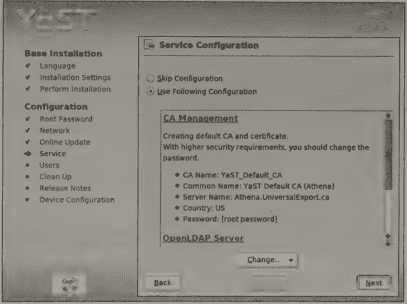 YaST
Base Installation
Language
Installation Settings
Perform Installation
Configuration
Root Password
Network
Online Update
Service
Users
Clean Up
Release Notes
Device Configuration
Service Configuration
Skip Configuration
Use Following Configuration
CA Management
Creating default CA and certificate.
With higher security requirements, you should change the
password.
CA Name: YaST_Default_CA
Common Name: YaST Default CA (Athena)
Server Name: Athena.UniversalExport.ca
Country: US
Password: [root password]
OpenLDAP Server
Change...
Back
Next